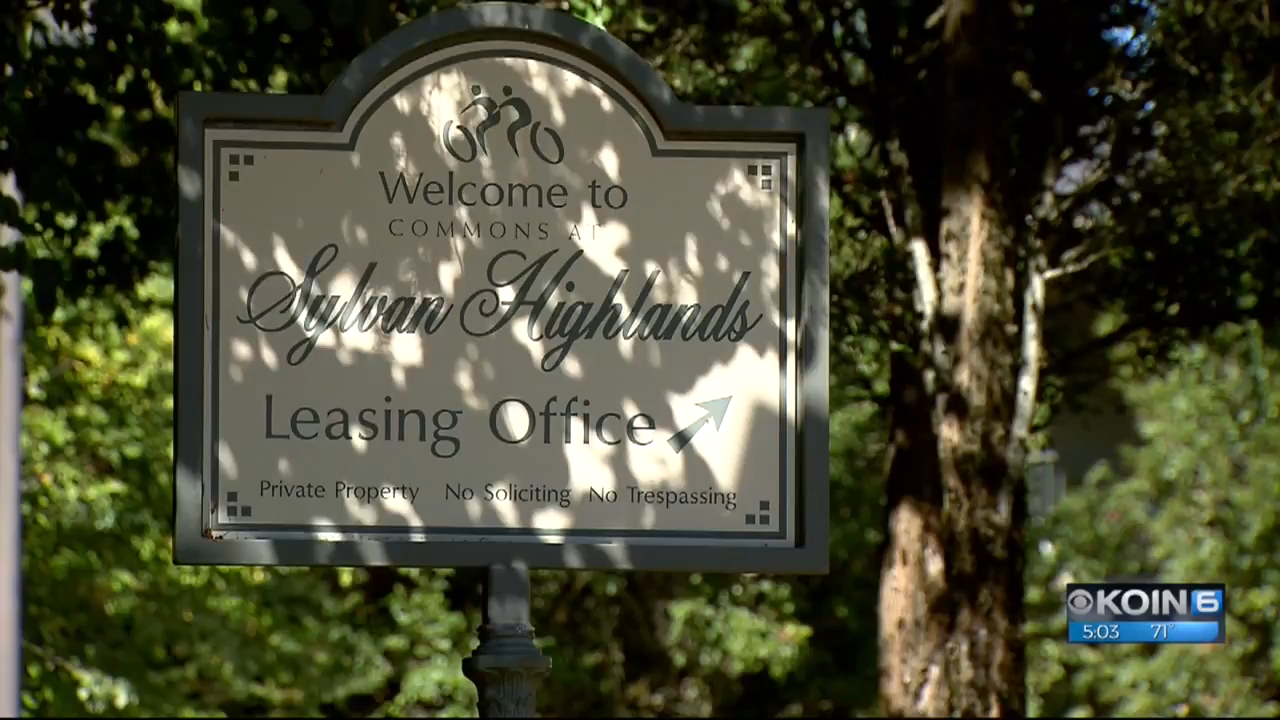 Welcome to
COMMONS AT
Sylvan Highlands
Leasing Office
Private Property No Soliciting No Trespassing
KOIN 6
5:03 71°